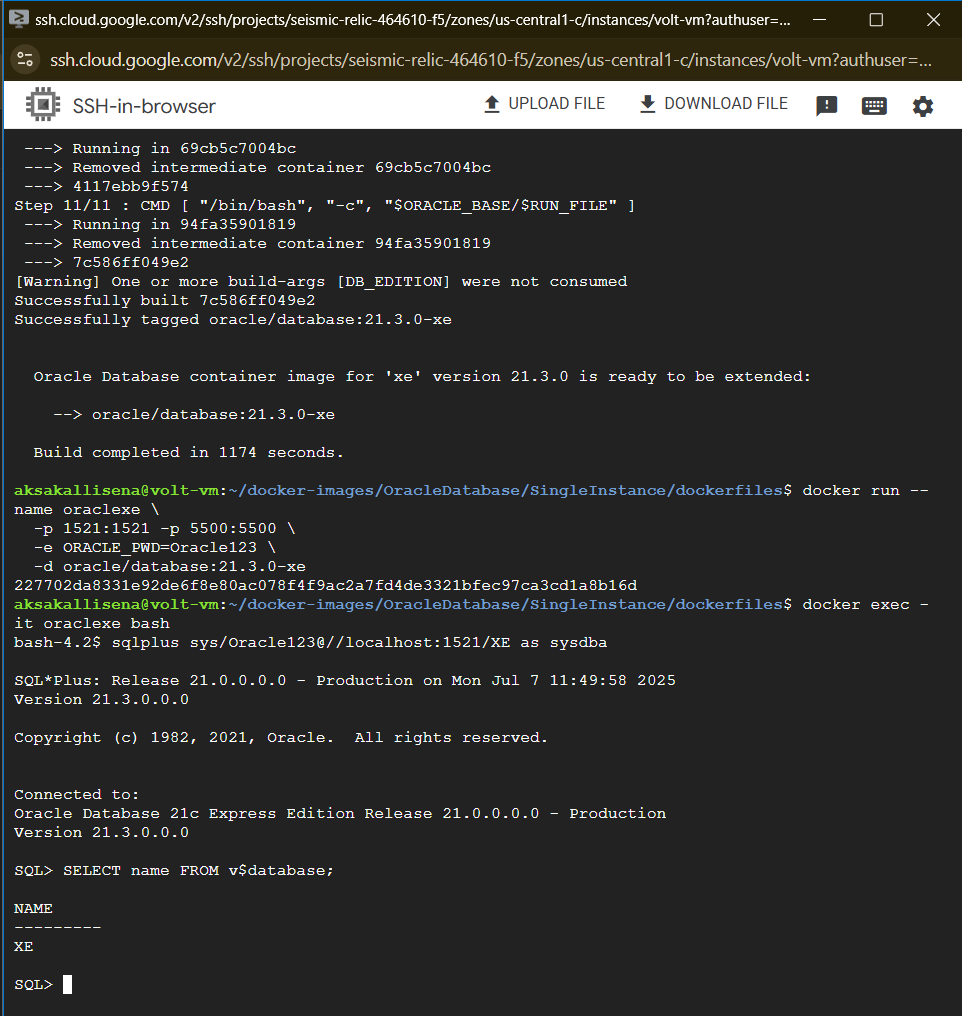 ssh.cloud.google.com/v2/ssh/projects/seismic-relic-464610-f5/zones/us-central1-c/instances/volt-vm?authuser=...
ssh.cloud.google.com/v2/ssh/projects/seismic-relic-464610-f5/zones/us-central1-c/instances/volt-vm?authuser=...
SSH-in-browser UPLOAD FILE DOWNLOAD FILE
---> Running in 69cb5c7004bc
---> Removed intermediate container 69cb5c7004bc
---> 4117ebb9f574
Step 11/11 : CMD [ "/bin/bash", "-c", "$ORACLE_BASE/$RUN_FILE" ]
---> Running in 94fa35901819
---> Removed intermediate container 94fa35901819
---> 7c586ff049e2
[Warning] One or more build-args [DB_EDITION] were not consumed
Successfully built 7c586ff049e2
Successfully tagged oracle/database:21.3.0-xe
Oracle Database container image for 'xe' version 21.3.0 is ready to be extended:
--> oracle/database:21.3.0-xe
Build completed in 1174 seconds.
aksakallisena@volt-vm:~/docker-images/OracleDatabase/SingleInstance/dockerfiles$ docker run --
name oraclexe \
-p 1521:1521 -p 5500:5500 \
-e ORACLE_PWD=Oracle123 \
-d oracle/database:21.3.0-xe
227702da8331e92de6f8e80ac078f4f9ac2a7fd4de3321bfec97ca3cd1a8b16d
aksakallisena@volt-vm:~/docker-images/OracleDatabase/SingleInstance/dockerfiles$ docker exec -
it oraclexe bash
bash-4.2$ sqlplus sys/Oracle123@//localhost:1521/XE as sysdba
SQL*Plus: Release 21.0.0.0.0 - Production on Mon Jul 7 11:49:58 2025
Version 21.3.0.0.0
Copyright (c) 1982, 2021, Oracle.  All rights reserved.
Connected to:
Oracle Database 21c Express Edition Release 21.0.0.0.0 - Production
Version 21.3.0.0.0
SQL> SELECT name FROM v$database;
NAME
---------
XE
SQL>